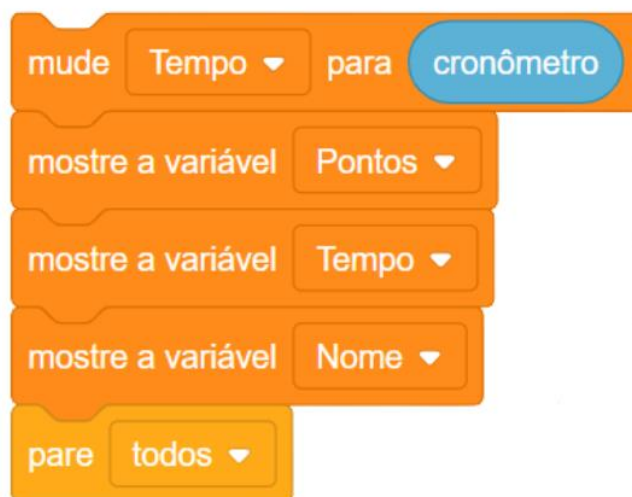 mude Tempo para cronômetro
mostre a variável Pontos
mostre a variável Tempo
mostre a variável Nome
pare todos